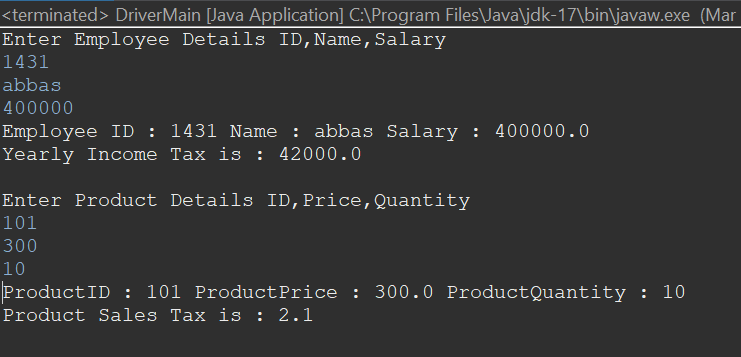 <terminated> DriverMain [Java Application] C:\Program Files\Java\jdk-17\bin\javaw.exe (Mar
Enter Employee Details ID,Name,Salary
1431
abbas
400000
Employee ID : 1431 Name : abbas Salary : 400000.0
Yearly Income Tax is : 42000.0
Enter Product Details ID,Price,Quantity
101
300
10
ProductID : 101 ProductPrice : 300.0 ProductQuantity : 10
Product Sales Tax is : 2.1